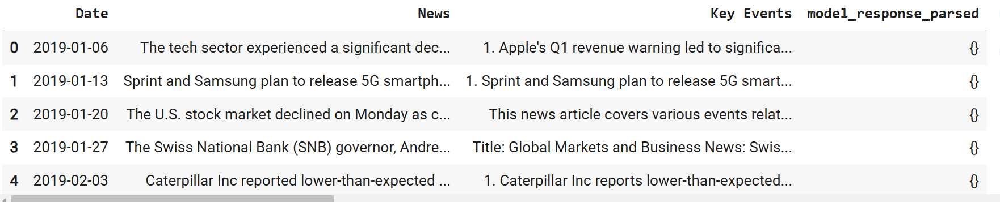 Date News Key Events model_response_parsed
0 2019-01-06 The tech sector experienced a significant dec... 1. Apple's Q1 revenue warning led to significa... {}
1 2019-01-13 Sprint and Samsung plan to release 5G smartph... 1. Sprint and Samsung plan to release 5G smart... {}
2 2019-01-20 The U.S. stock market declined on Monday as c... This news article covers various events relat... {}
3 2019-01-27 The Swiss National Bank (SNB) governor, Andre... Title: Global Markets and Business News: Swis... {}
4 2019-02-03 Caterpillar Inc reported lower-than-expected ... 1. Caterpillar Inc reports lower-than-expected... {}